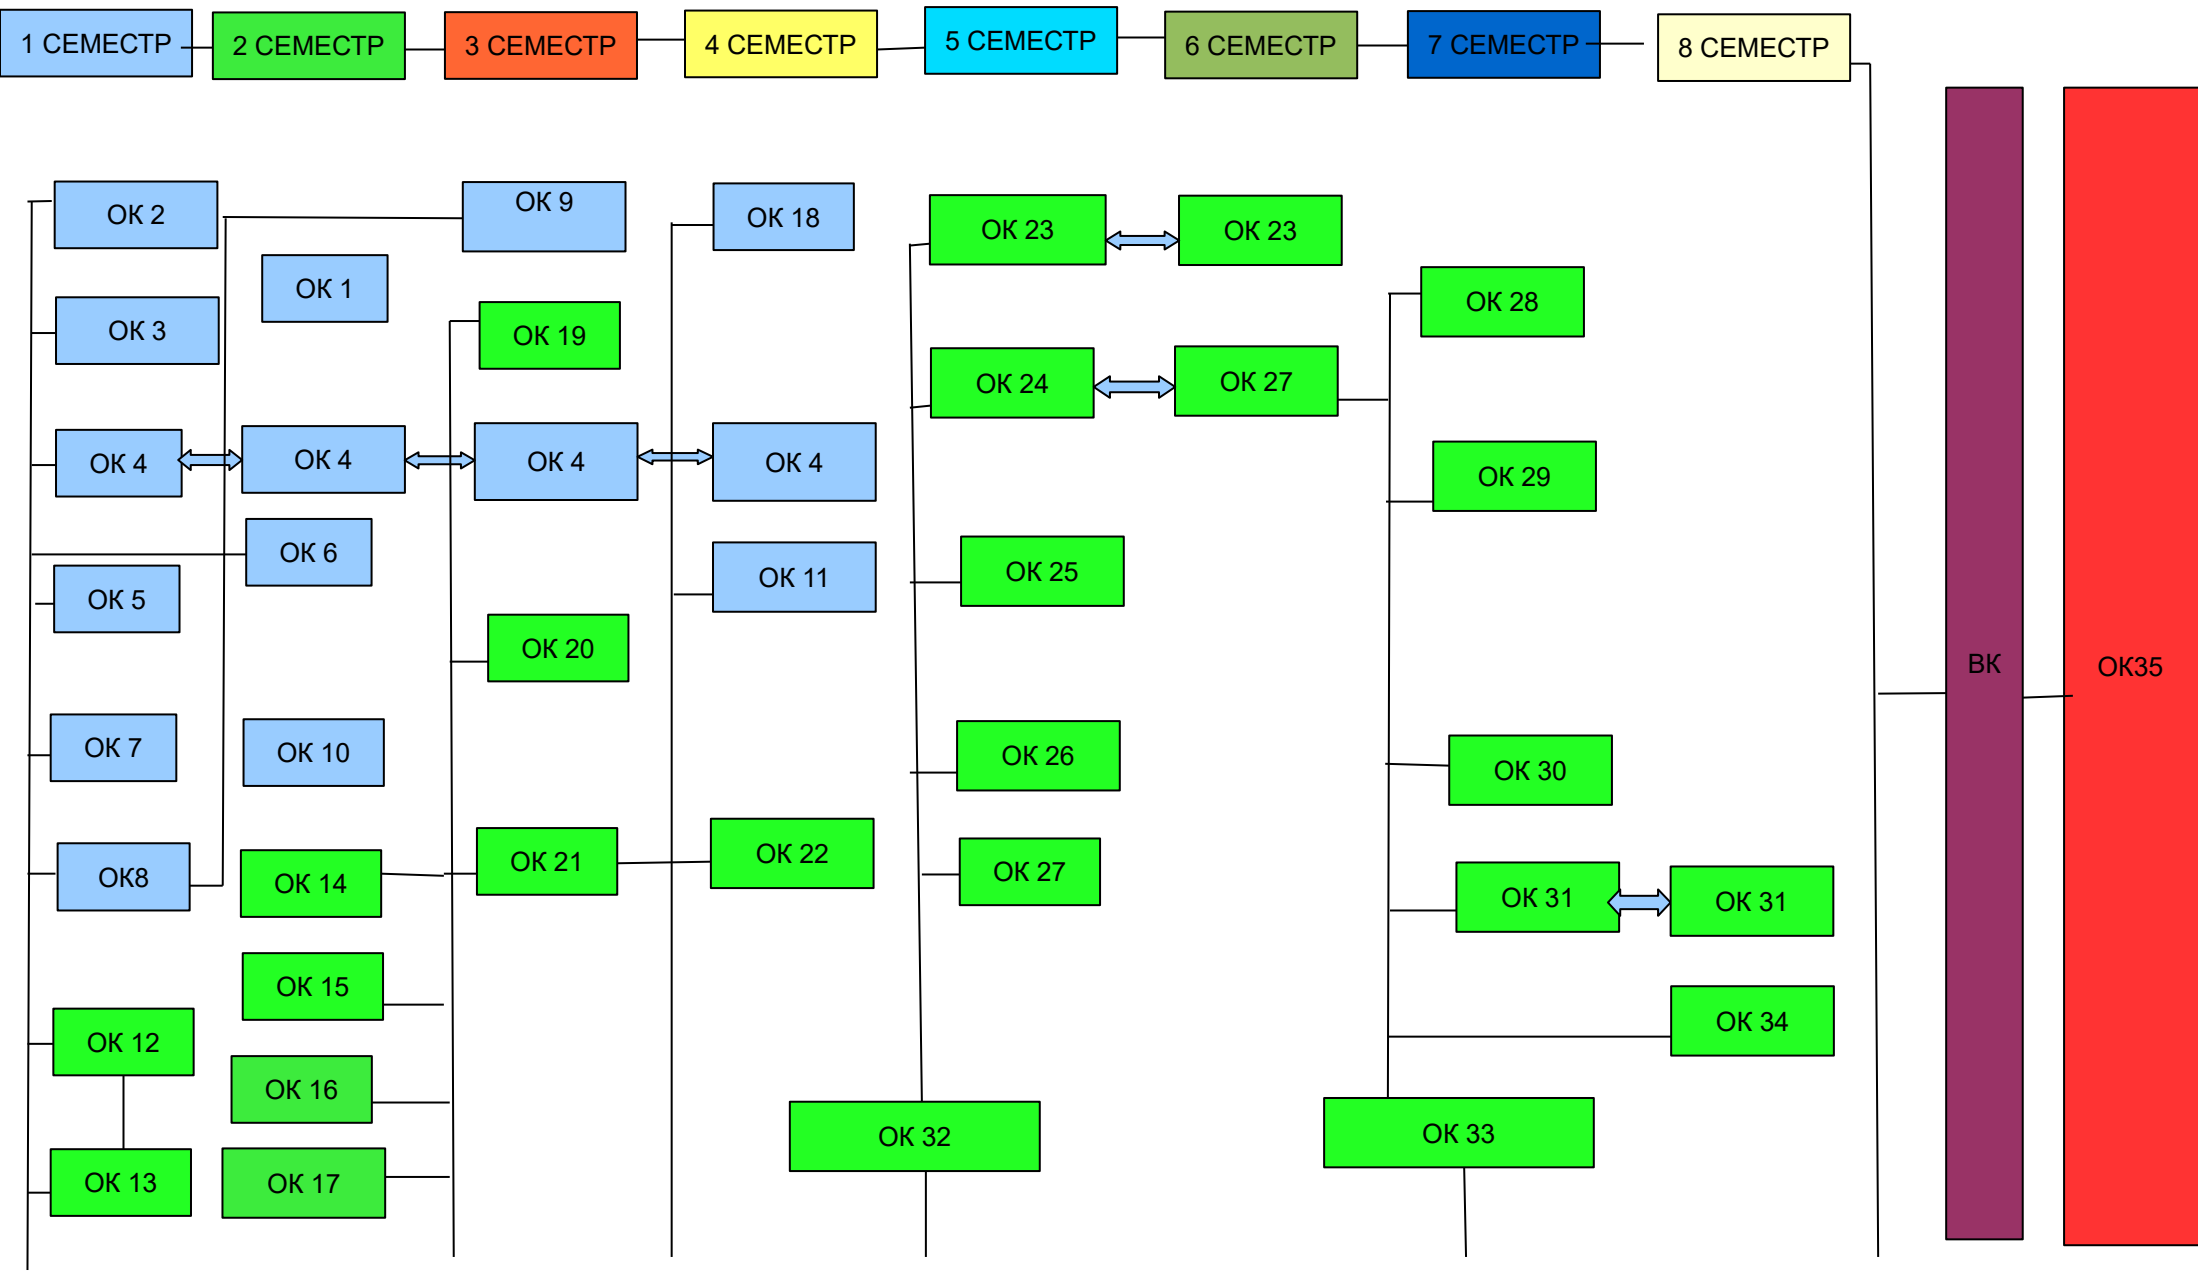 1 СЕМЕСТР
2 СЕМЕСТР
3 СЕМЕСТР
4 СЕМЕСТР
5 СЕМЕСТР
6 СЕМЕСТР
7 СЕМЕСТР
8 СЕМЕСТР
ОК 2
ОК 9
ОК 18
ОК 23
ОК 23
ОК 1
ОК 28
ОК 3
ОК 19
ОК 24
ОК 27
ОК 4
ОК 4
ОК 4
ОК 4
ОК 29
ОК 6
ОК 11
ОК 25
ОК 5
ОК 20
ВК
ОК35
ОК 7
ОК 10
ОК 26
ОК 30
ОК8
ОК 14
ОК 21
ОК 22
ОК 27
ОК 31
ОК 31
ОК 15
ОК 34
ОК 12
ОК 16
ОК 32
ОК 33
ОК 13
ОК 17